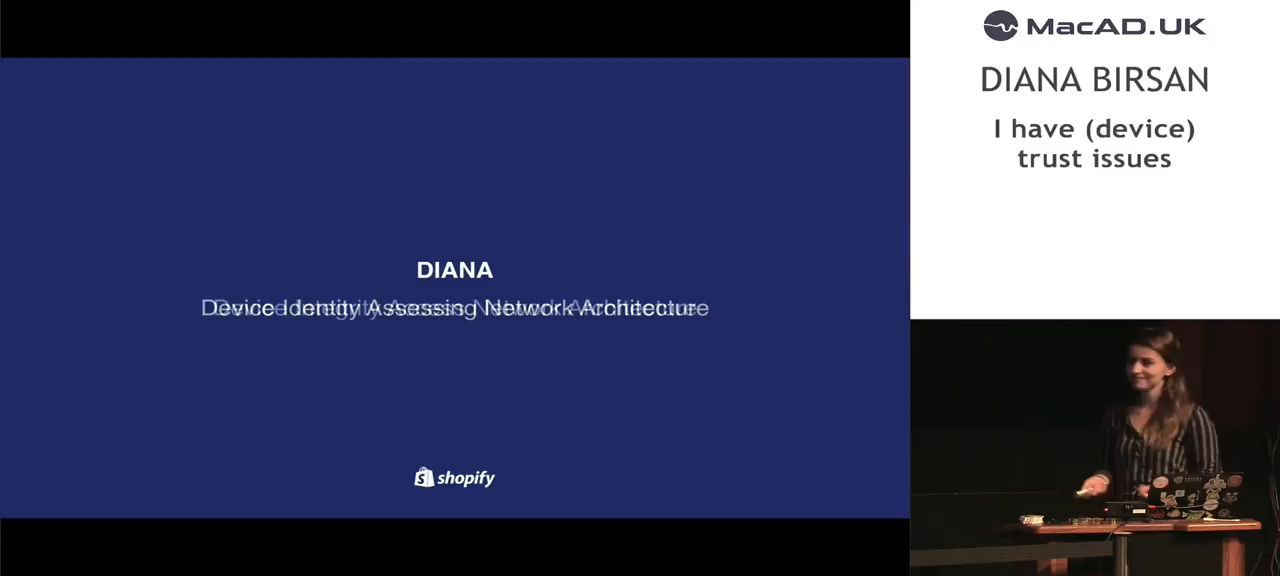 MacAD.UK
DIANA BIRSAN
I have (device)
trust issues
DIANA
Device Identity Assessing Network Architecture
shopify